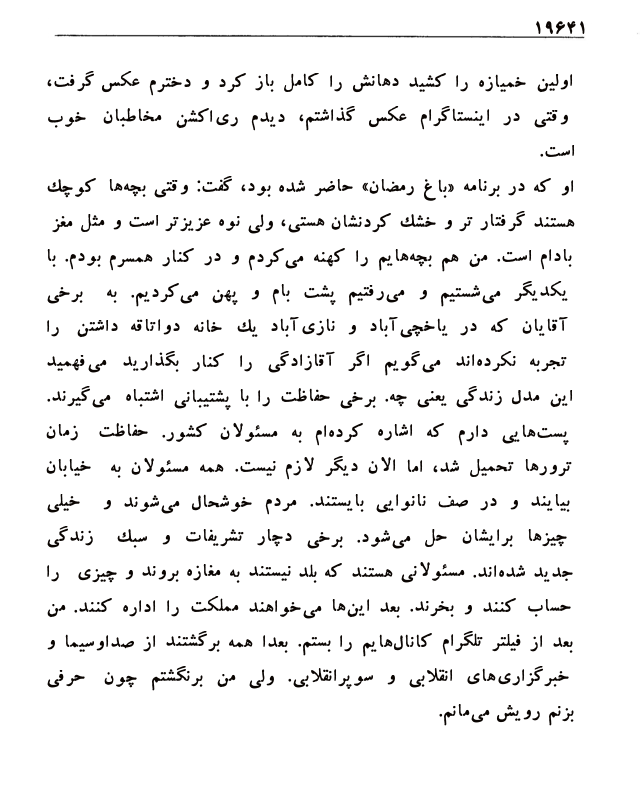 ۱۹۶۴۱
اولین خمیازه را کشید دهانش را کامل باز کرد و دخترم عکس گرفت،
وقتی در اینستاگرام عکس گذاشتم، دیدم ری‌اکشن مخاطبان خوب
است.
او که در برنامه «باغ رمضان» حاضر شده بود، گفت: وقتی بچه‌ها کوچك
هستند گرفتار تر و خشك کردنشان هستی، ولی نوه عزیزتر است و مثل مغز
بادام است. من هم بچه‌هایم را کهنه می‌کردم و در کنار همسرم بودم. با
یکدیگر می‌شستیم و می‌رفتیم پشت بام و پهن می‌کردیم. به برخی
آقایان که در یاخچی‌آباد و نازی‌آباد یك خانه دواتاقه داشتن را
تجربه نکرده‌اند می‌گویم اگر آقازادگی را کنار بگذارید می‌فهمید
این مدل زندگی یعنی چه. برخی حفاظت را با پشتیبانی اشتباه می‌گیرند.
پست‌هایی دارم که اشاره کرده‌ام به مسئولان کشور. حفاظت زمان
ترورها تحمیل شد، اما الان دیگر لازم نیست. همه مسئولان به خیابان
بیایند و در صف نانوایی بایستند. مردم خوشحال می‌شوند و خیلی
چیزها برایشان حل می‌شود. برخی دچار تشریفات و سبك زندگی
جدید شده‌اند. مسئولانی هستند که بلد نیستند به مغازه بروند و چیزی را
حساب کنند و بخرند. بعد این‌ها می‌خواهند مملکت را اداره کنند. من
بعد از فیلتر تلگرام کانال‌هایم را بستم. بعدا همه برگشتند از صداوسیما و
خبرگزاری‌های انقلابی و سوپرانقلابی. ولی من برنگشتم چون حرفی
بزنم رویش می‌مانم.